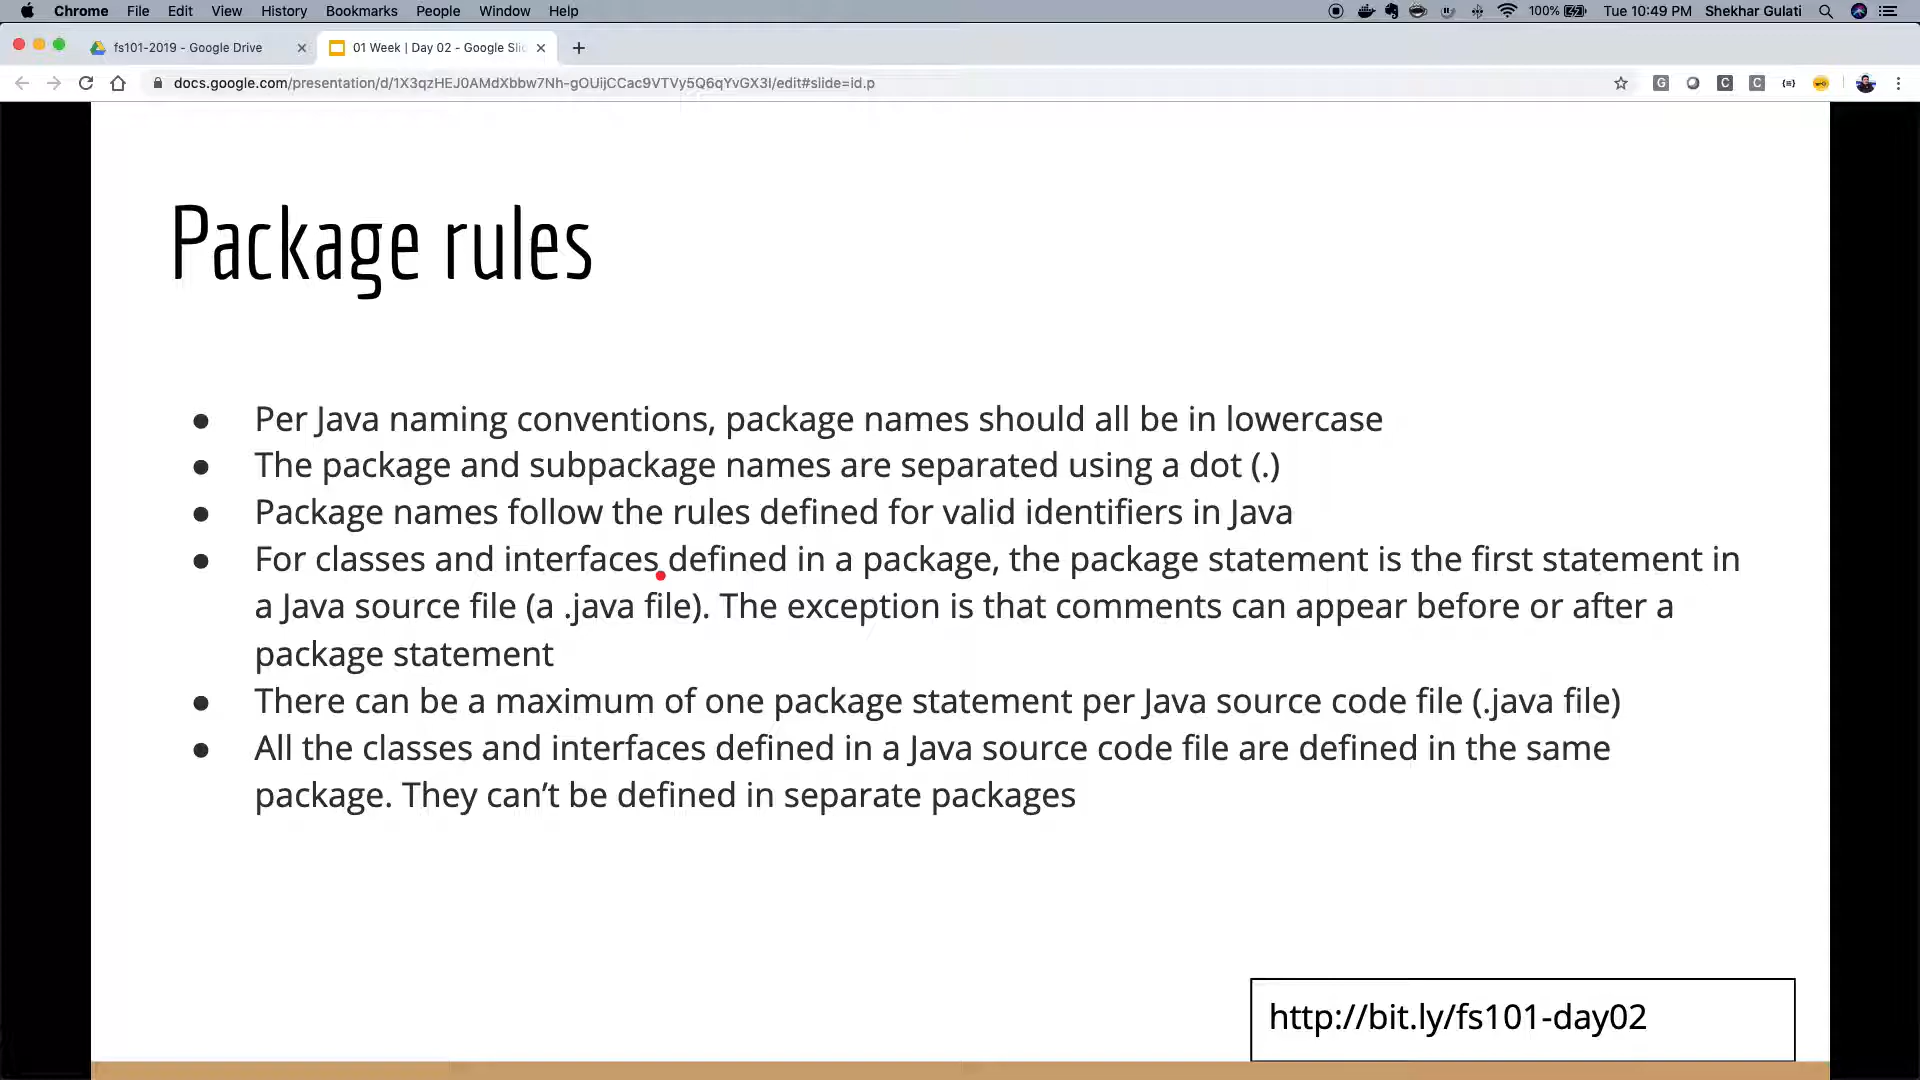 Chrome File Edit View History Bookmarks People Window Help 100% Tue 10:49 PM Shekhar Gulati
fs101-2019 - Google Drive 01 Week | Day 02 - Google Slid
docs.google.com/presentation/d/1X3qzHEJ0AMdXbbw7Nh-gOUijCCac9VTVy5Q6qYvGX3I/edit#slide=id.p
Package rules
● Per Java naming conventions, package names should all be in lowercase
● The package and subpackage names are separated using a dot (.)
● Package names follow the rules defined for valid identifiers in Java
● For classes and interfaces defined in a package, the package statement is the first statement in
a Java source file (a .java file). The exception is that comments can appear before or after a
package statement
● There can be a maximum of one package statement per Java source code file (.java file)
● All the classes and interfaces defined in a Java source code file are defined in the same
package. They can’t be defined in separate packages
http://bit.ly/fs101-day02